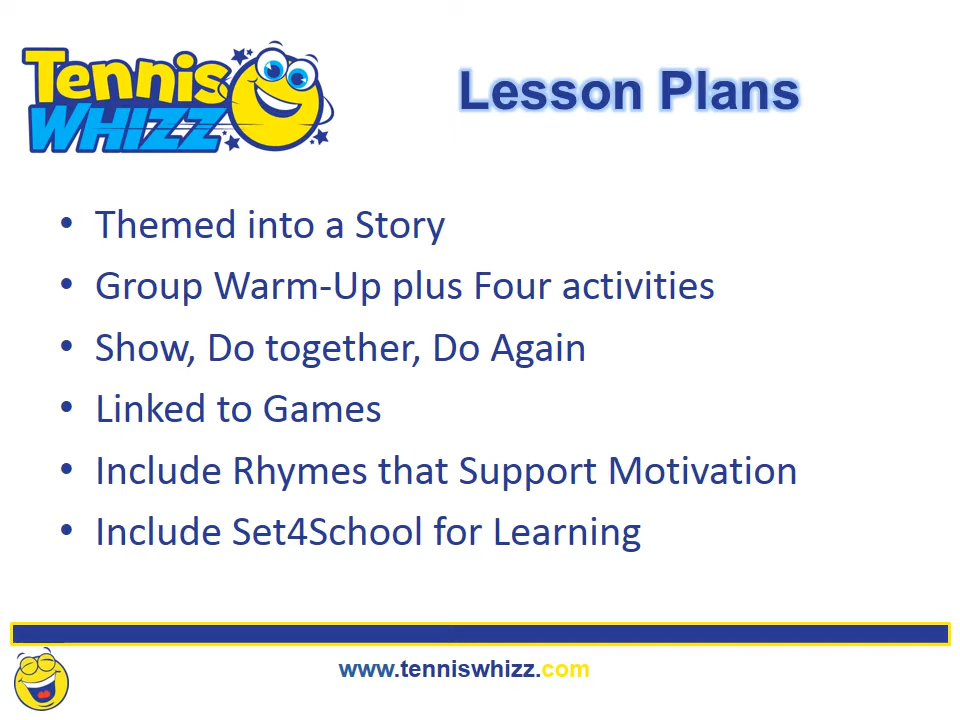 Tennis
WHIZZ
Lesson Plans
• Themed into a Story
• Group Warm-Up plus Four activities
• Show, Do together, Do Again
• Linked to Games
• Include Rhymes that Support Motivation
• Include Set4School for Learning
www.tenniswhizz.com